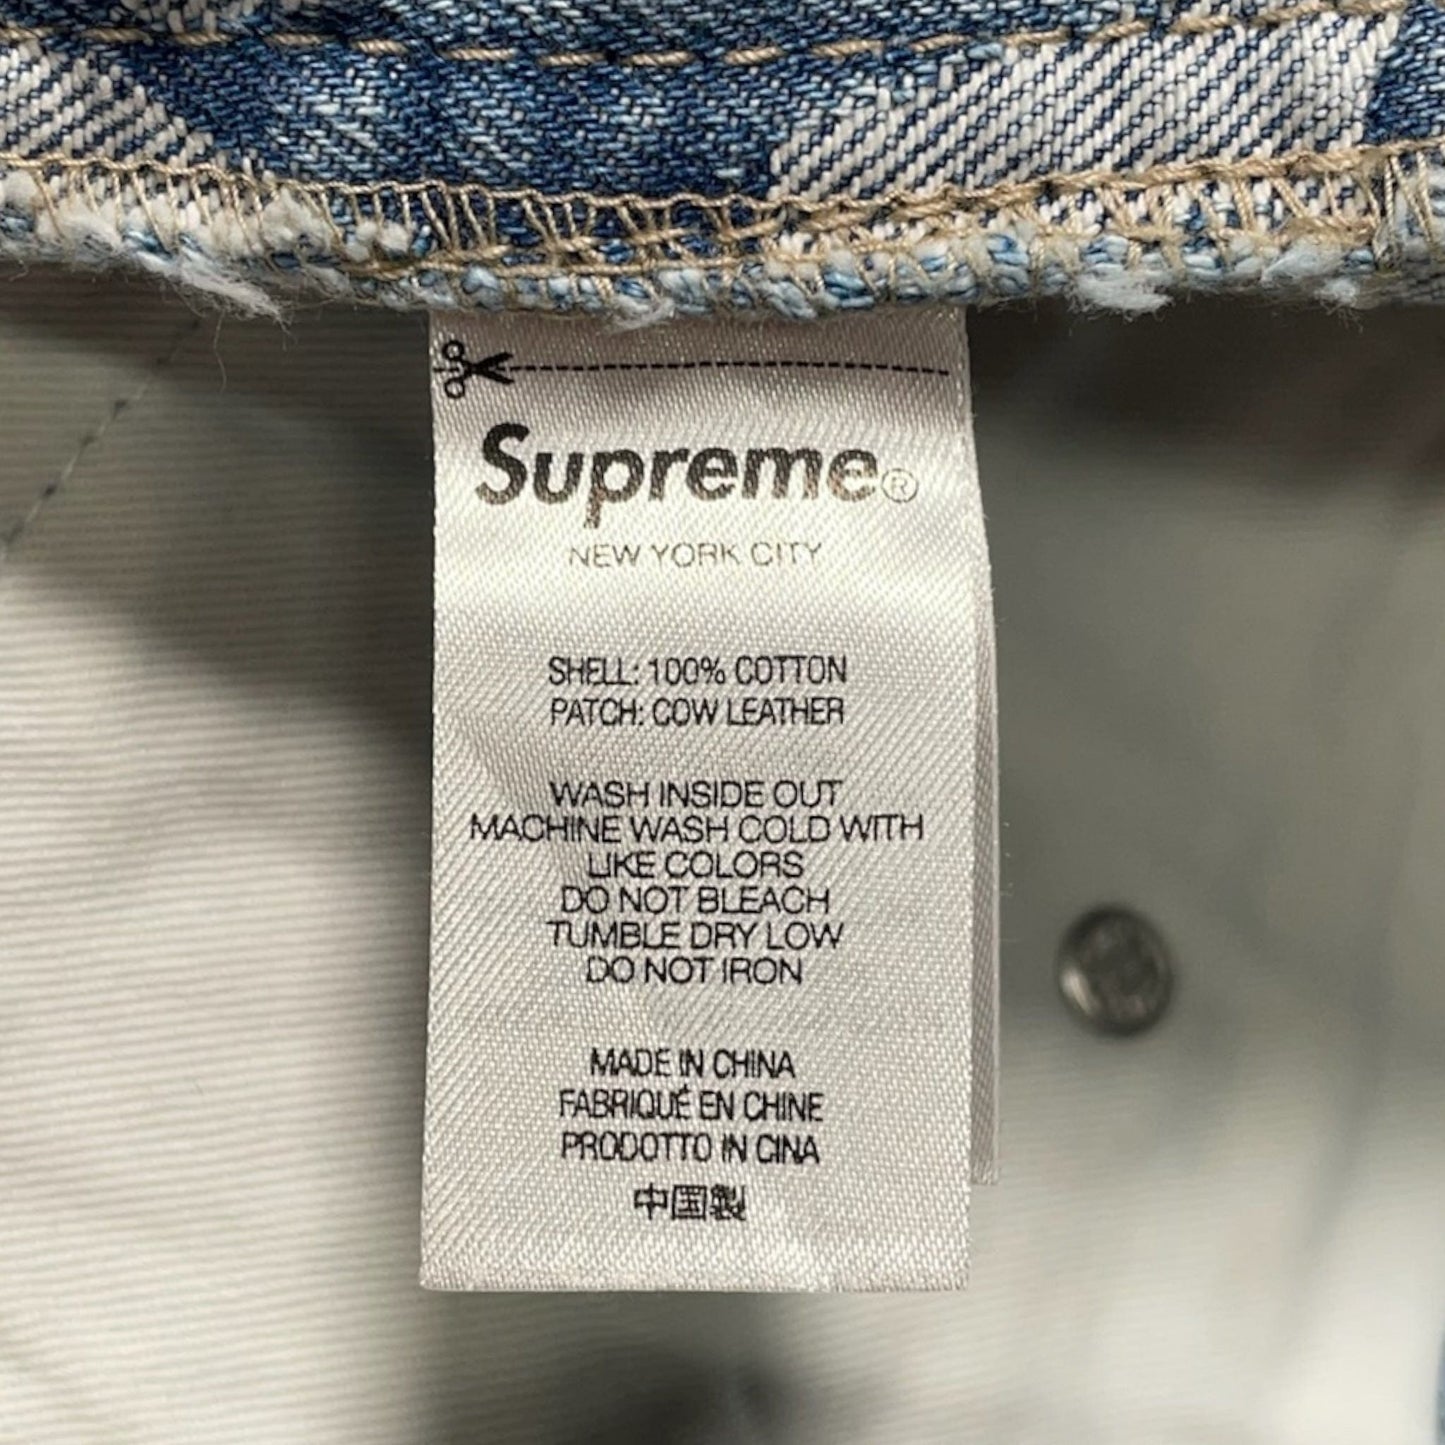 Supreme®
NEW YORK CITY
SHELL: 100% COTTON
PATCH: COW LEATHER
WASH INSIDE OUT
MACHINE WASH COLD WITH
LIKE COLORS
DO NOT BLEACH
TUMBLE DRY LOW
DO NOT IRON
MADE IN CHINA
FABRIQUÉ EN CHINE
PRODOTTO IN CINA
中国製